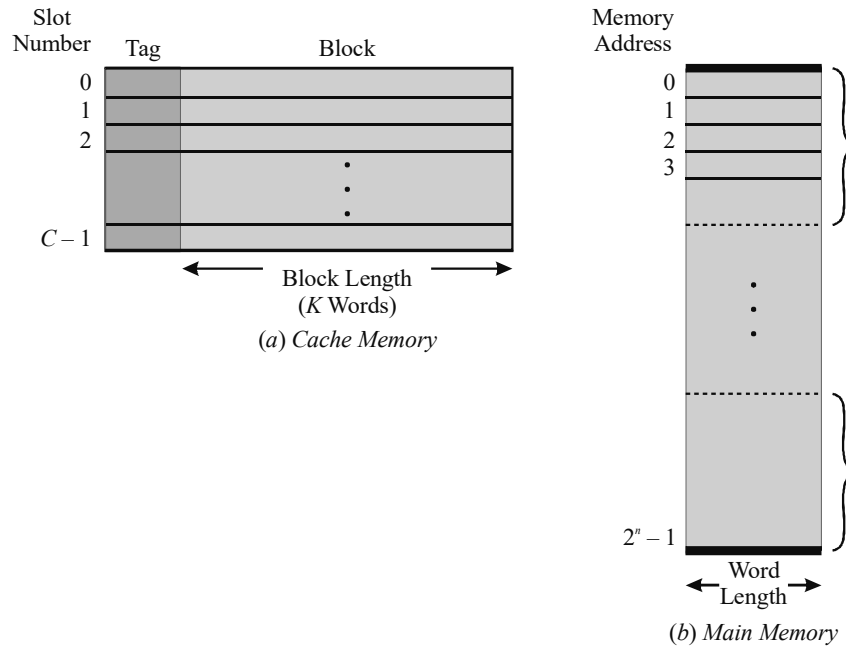 Slot
Number
Tag
Block
0
1
2
C – 1
Block Length
(K Words)
(a) Cache Memory
Memory
Address
0
1
2
3
2ⁿ – 1
Word
Length
(b) Main Memory